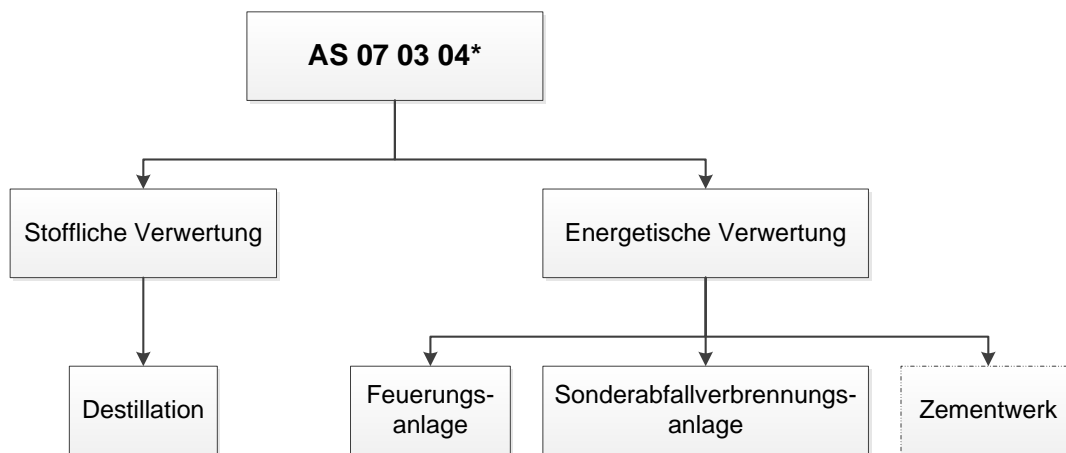 AS 07 03 04*
Stoffliche Verwertung
Energetische Verwertung
Destillation
Feuerungs-
anlage
Sonderabfallverbrennungs-
anlage
Zementwerk